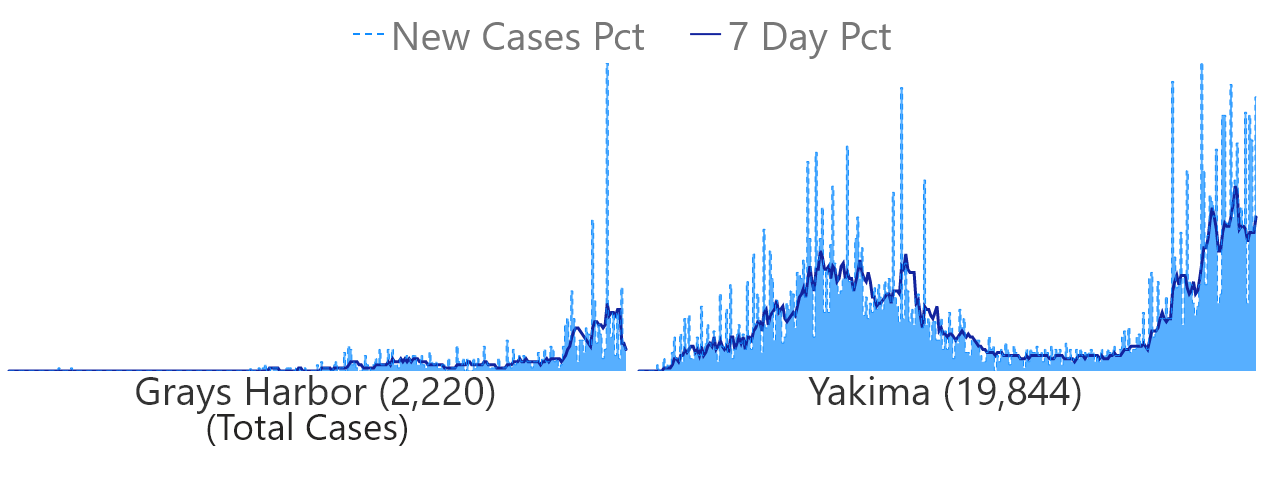 New Cases Pct 7 Day Pct
Grays Harbor (2,220)
(Total Cases)
Yakima (19,844)